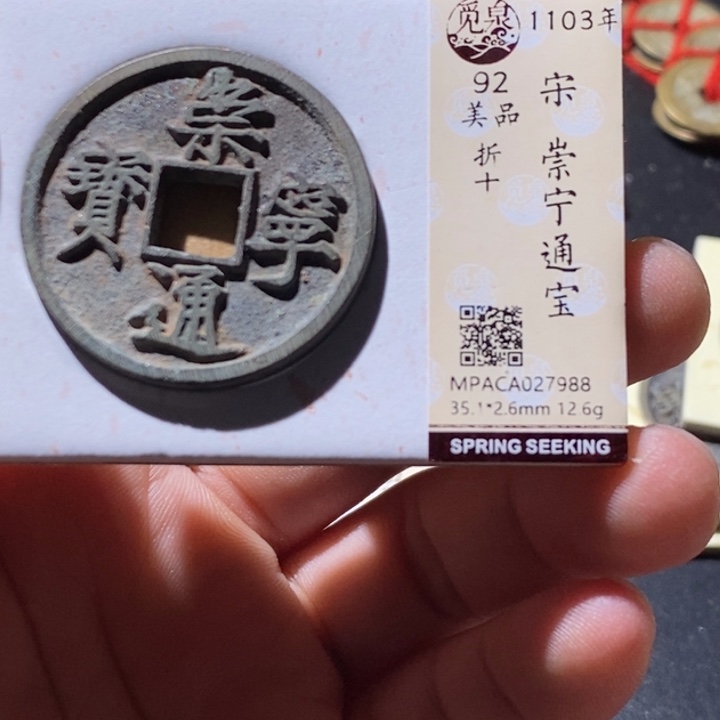 崇
寧
通
寶
觅泉
1103年
宋 崇宁通宝
92
美品
折十
MPACA027988
35.1*2.6mm 12.6g
SPRING SEEKING